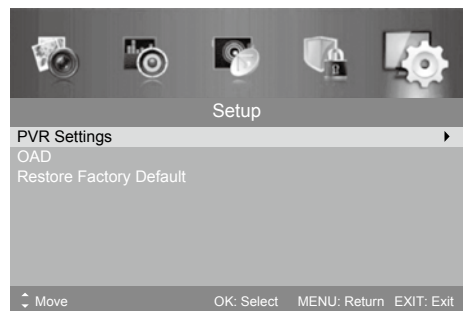 Setup
PVR Settings
OAD
Restore Factory Default
Move OK: Select MENU: Return EXIT: Exit